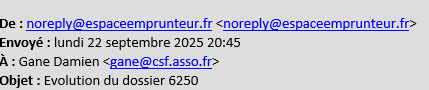 De : noreply@espaceemprunteur.fr <noreply@espaceemprunteur.fr>
Envoyé : lundi 22 septembre 2025 20:45
À : Gane Damien <gane@csf.asso.fr>
Objet : Evolution du dossier 6250